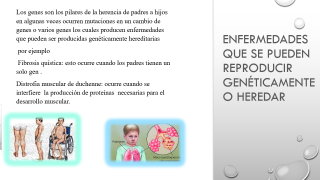 Los genes son los pilares de la herencia de padres a hijos
en algunas veces ocurren mutaciones en un cambio de
genes o varios genes los cuales producen enfermedades
que pueden ser producidas genéticamente hereditarias
por ejemplo
Fibrosis quística: esto ocurre cuando los padres tienen un
solo gen .
Distrofia muscular de duchenne: ocurre cuando se
interfiere la producción de proteínas necesarias para el
desarrollo muscular.
ENFERMEDADES
QUE SE PUEDEN
REPRODUCIR
GENÉTICAMENTE
O HEREDAR